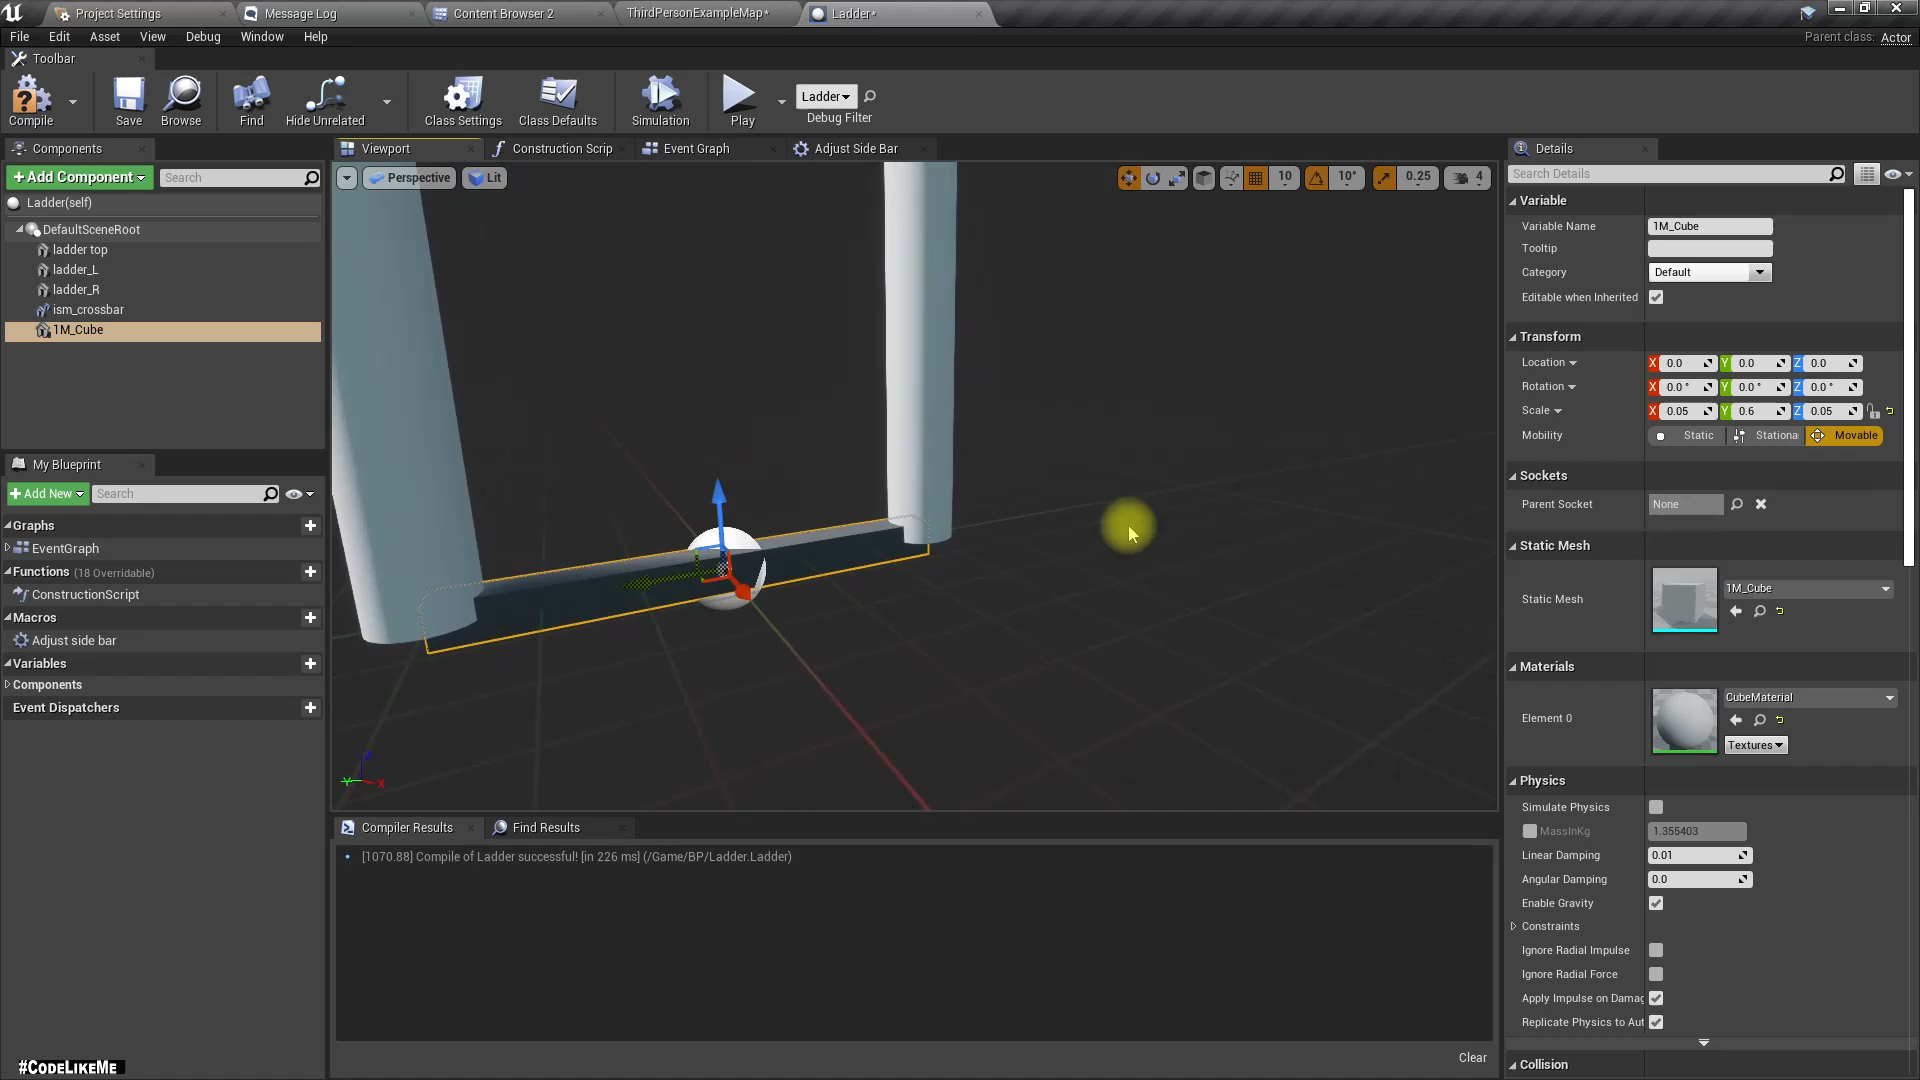 Project Settings
Message Log
Content Browser 2
ThirdPersonExampleMap*
Ladder*
File Edit Asset View Debug Window Help
Parent class: Actor
Toolbar
Compile
Save
Browse
Find
Hide Unrelated
Class Settings
Class Defaults
Simulation
Play
Ladder
Debug Filter
Components
+Add Component
Search
Ladder(self)
DefaultSceneRoot
ladder top
ladder_L
ladder_R
ism_crossbar
1M_Cube
My Blueprint
+Add New
Search
Graphs
EventGraph
Functions (18 Overridable)
ConstructionScript
Macros
Adjust side bar
Variables
Components
Event Dispatchers
#CODELIKEME
Viewport
Construction Scrip
Event Graph
Adjust Side Bar
Perspective
Lit
10
10°
0.25
4
Z
Y
X
Compiler Results
Find Results
[1070.88] Compile of Ladder successful! [in 226 ms] (/Game/BP/Ladder.Ladder)
Clear
Details
Search Details
Variable
Variable Name 1M_Cube
Tooltip
Category Default
Editable when Inherited
Transform
Location X 0.0 Y 0.0 Z 0.0
Rotation X 0.0 ° Y 0.0 ° Z 0.0 °
Scale X 0.05 Y 0.6 Z 0.05
Mobility Static Stationa Movable
Sockets
Parent Socket None
Static Mesh
Static Mesh 1M_Cube
Materials
Element 0 CubeMaterial
Textures
Physics
Simulate Physics
MassInKg 1.355403
Linear Damping 0.01
Angular Damping 0.0
Enable Gravity
Constraints
Ignore Radial Impulse
Ignore Radial Force
Apply Impulse on Damag
Replicate Physics to Aut
Collision